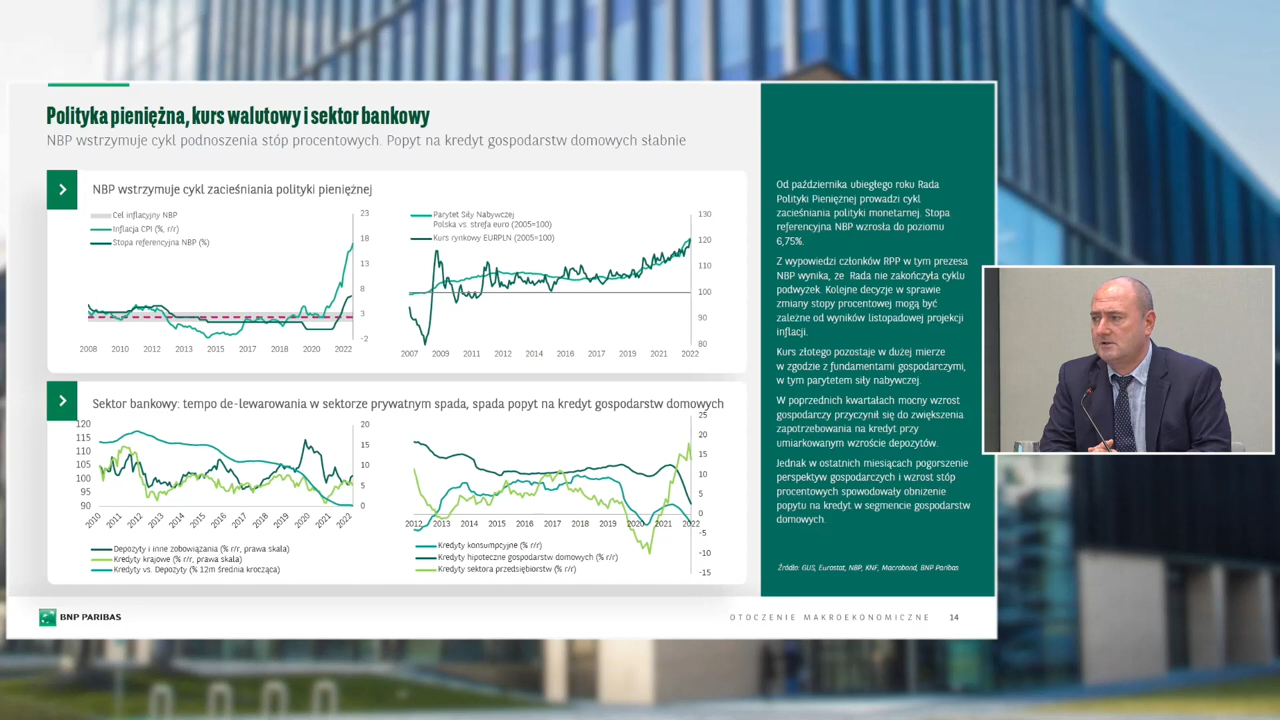 Polityka pieniężna, kurs walutowy i sektor bankowy
NBP wstrzymuje cykl podnoszenia stóp procentowych. Popyt na kredyt gospodarstw domowych słabnie
NBP wstrzymuje cykl zacieśniania polityki pieniężnej
Cel inflacyjny NBP
Inflacja CPI (%, r/r)
Stopa referencyjna NBP (%)
23
18
13
8
3
-2
2008 2010 2012 2013 2015 2017 2018 2020 2022
Parytet Siły Nabywczej
Polska vs. strefa euro (2005=100)
Kurs rynkowy EURPLN (2005=100)
130
120
110
100
90
80
2007 2009 2011 2012 2014 2016 2017 2019 2021 2022
Sektor bankowy: tempo de-lewarowania w sektorze prywatnym spada, spada popyt na kredyt gospodarstw domowych
120
115
110
105
100
95
90
20
15
10
5
0
2010 2011 2012 2013 2014 2015 2016 2017 2018 2019 2020 2021 2022
Depozyty i inne zobowiązania (% r/r, prawa skala)
Kredyty krajowe (% r/r, prawa skala)
Kredyty vs. Depozyty (% 12m średnia krocząca)
25
20
15
10
5
0
-5
-10
-15
2012 2013 2014 2015 2016 2017 2018 2019 2020 2021 2022
Kredyty konsumpcyjne (% r/r)
Kredyty hipoteczne gospodarstw domowych (% r/r)
Kredyty sektora przedsiębiorstw (% r/r)
Od października ubiegłego roku Rada
Polityki Pieniężnej prowadzi cykl
zacieśniania polityki monetarnej. Stopa
referencyjna NBP wzrosła do poziomu
6,75%.
Z wypowiedzi członków RPP w tym prezesa
NBP wynika, że Rada nie zakończyła cyklu
podwyżek. Kolejne decyzje w sprawie
zmiany stopy procentowej mogą być
zależne od wyników listopadowej projekcji
inflacji.
Kurs złotego pozostaje w dużej mierze
w zgodzie z fundamentami gospodarczymi,
w tym parytetem siły nabywczej.
W poprzednich kwartałach mocny wzrost
gospodarczy przyczynił się do zwiększenia
zapotrzebowania na kredyt przy
umiarkowanym wzroście depozytów.
Jednak w ostatnich miesiącach pogorszenie
perspektyw gospodarczych i wzrost stóp
procentowych spowodowały obniżenie
popytu na kredyt w segmencie gospodarstw
domowych.
Źródło: GUS, Eurostat, NBP, KNF, Macrobond, BNP Paribas
BNP PARIBAS
OTOCZENIE MAKROEKONOMICZNE 14